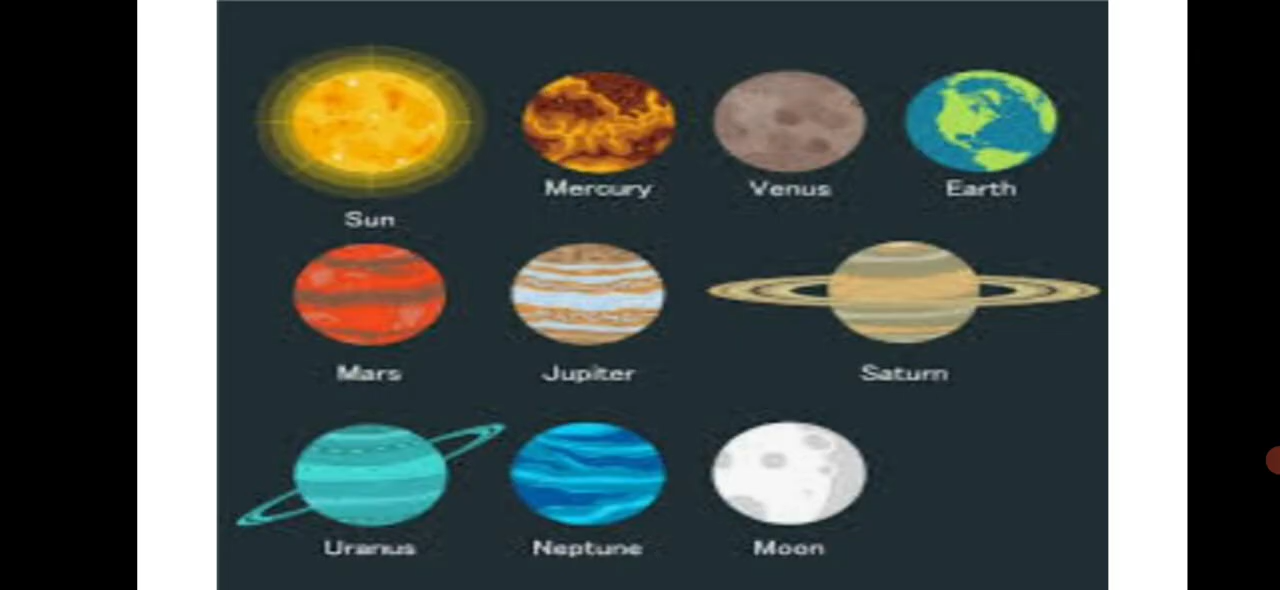 Sun
Mercury
Venus
Earth
Mars
Jupiter
Saturn
Uranus
Neptune
Moon